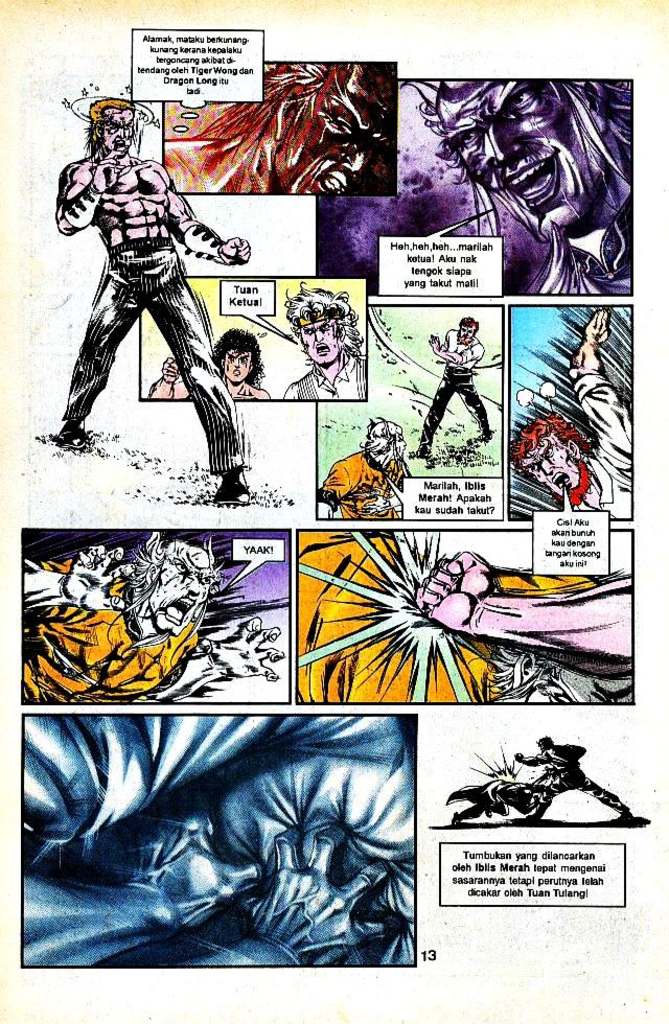 Alamak, mataku berkunang-
kunang kerana kepalaku
tergoncang akibat di-
tendang oleh Tiger Wong dan
Dragon Long itu
tadi.
Heh,heh,heh...marilah
ketua! Aku nak
tengok siapa
yang takut mati!
Tuan
Ketua!
Marilah, Iblis
Merah! Apakah
kau sudah takut?
Cis! Aku
akan bunuh
kau dengan
tangan kosong
aku ini!
YAAK!
Tumbukan yang dilancarkan
oleh Iblis Merah tepat mengenai
sasarannya tetapi perutnya telah
dicakar oleh Tuan Tulang!
13